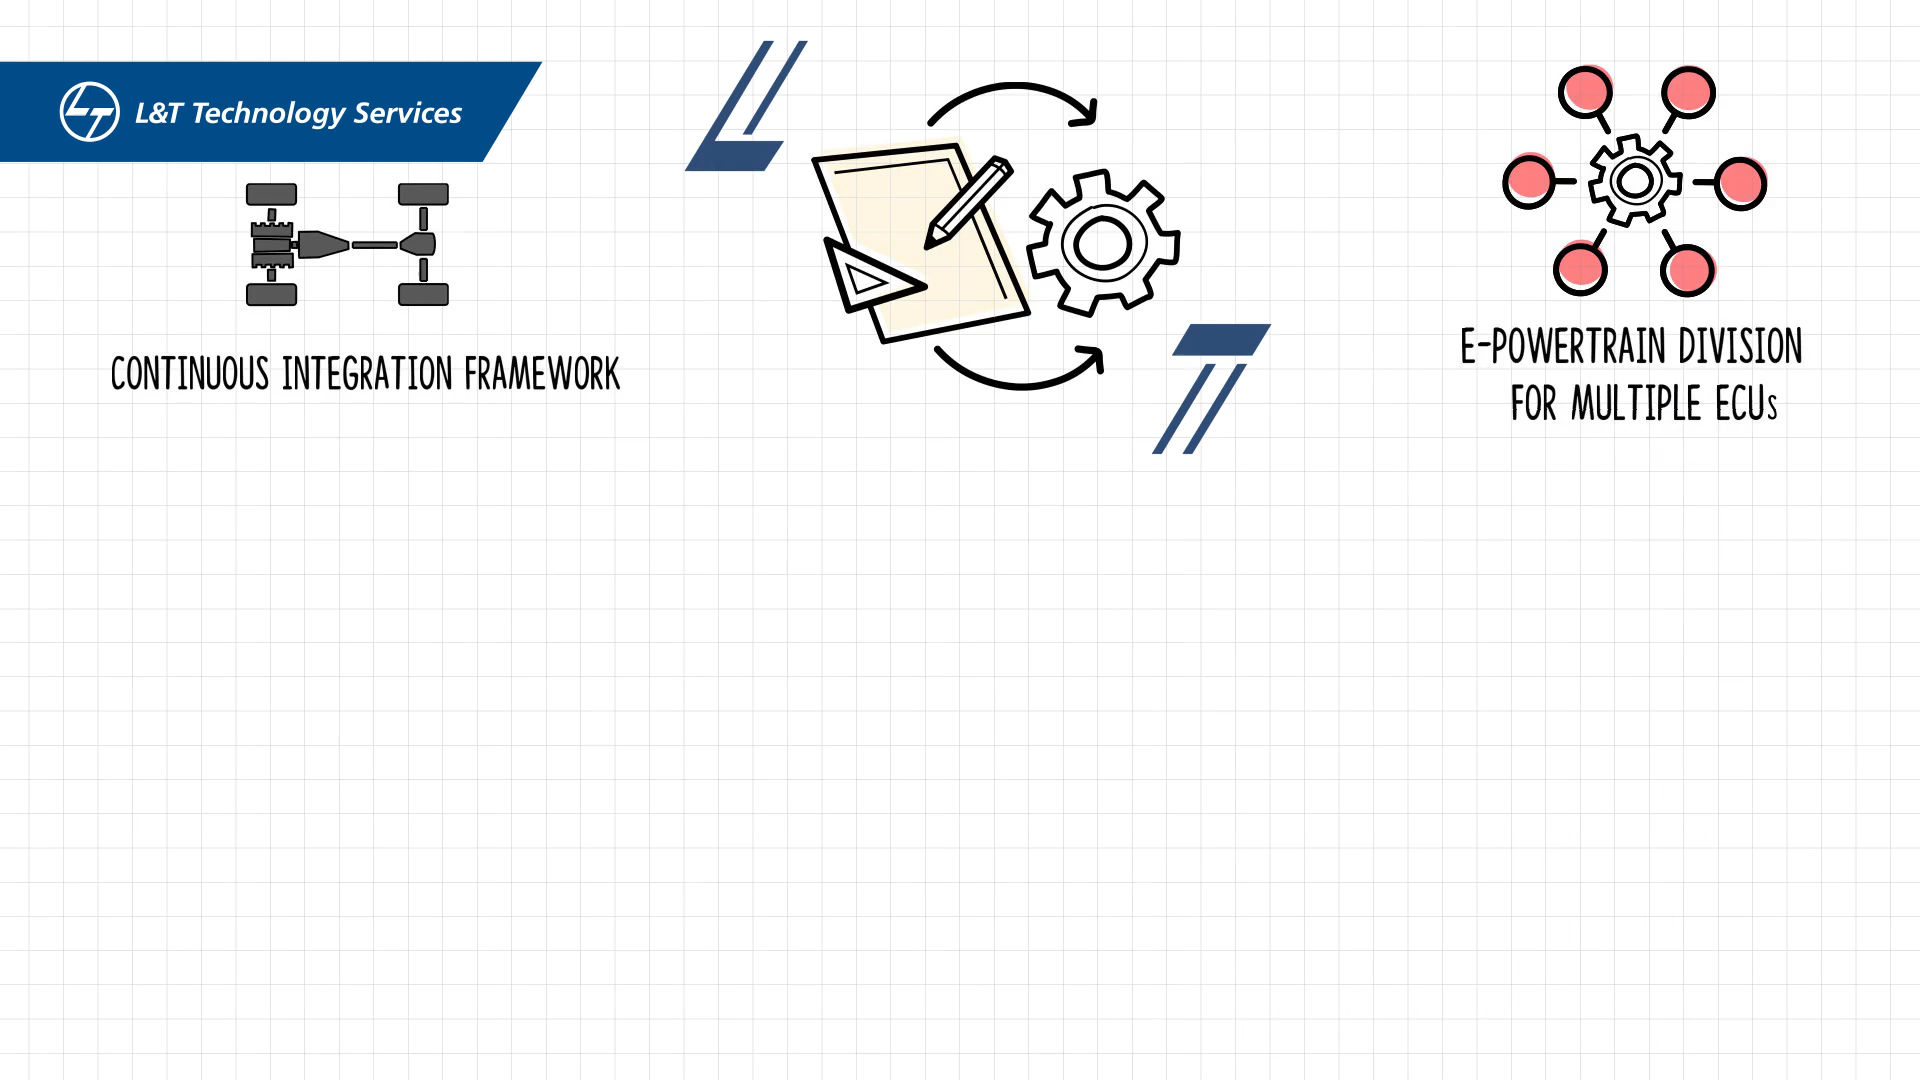 L&T Technology Services
CONTINUOUS INTEGRATION FRAMEWORK
E-POWERTRAIN DIVISION
FOR MULTIPLE ECUs